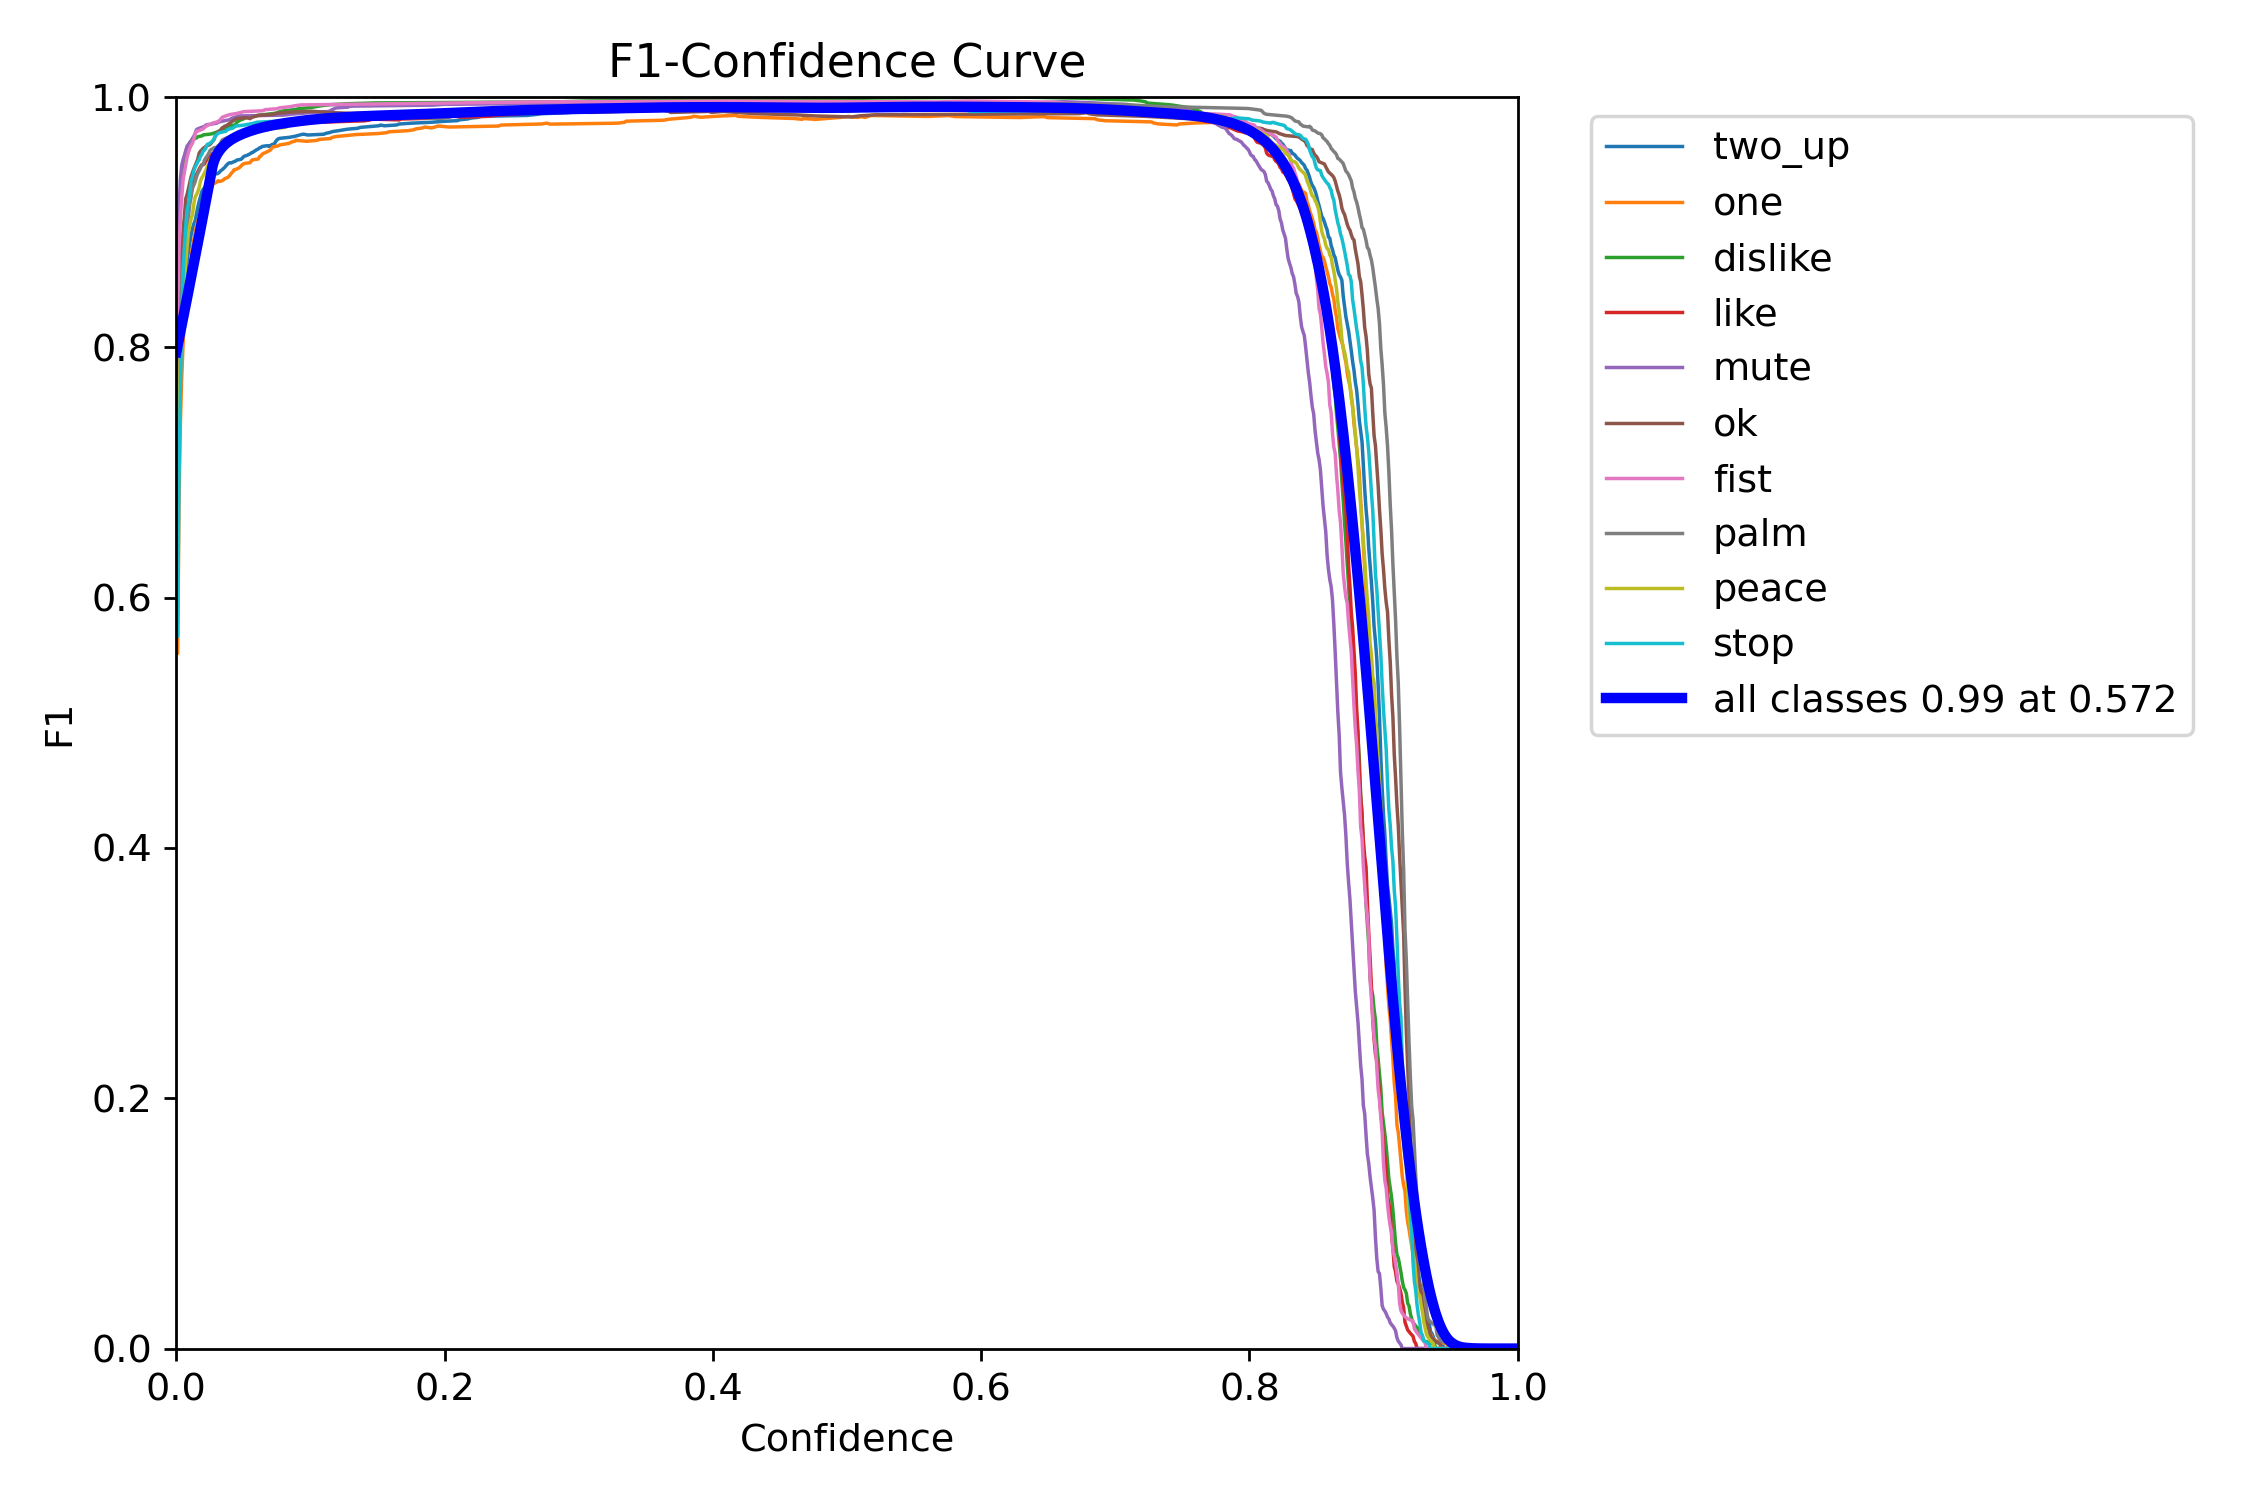 F1-Confidence Curve
1.0
0.8
0.6
0.4
0.2
0.0
F1
0.0 0.2 0.4 0.6 0.8 1.0
Confidence
two_up
one
dislike
like
mute
ok
fist
palm
peace
stop
all classes 0.99 at 0.572